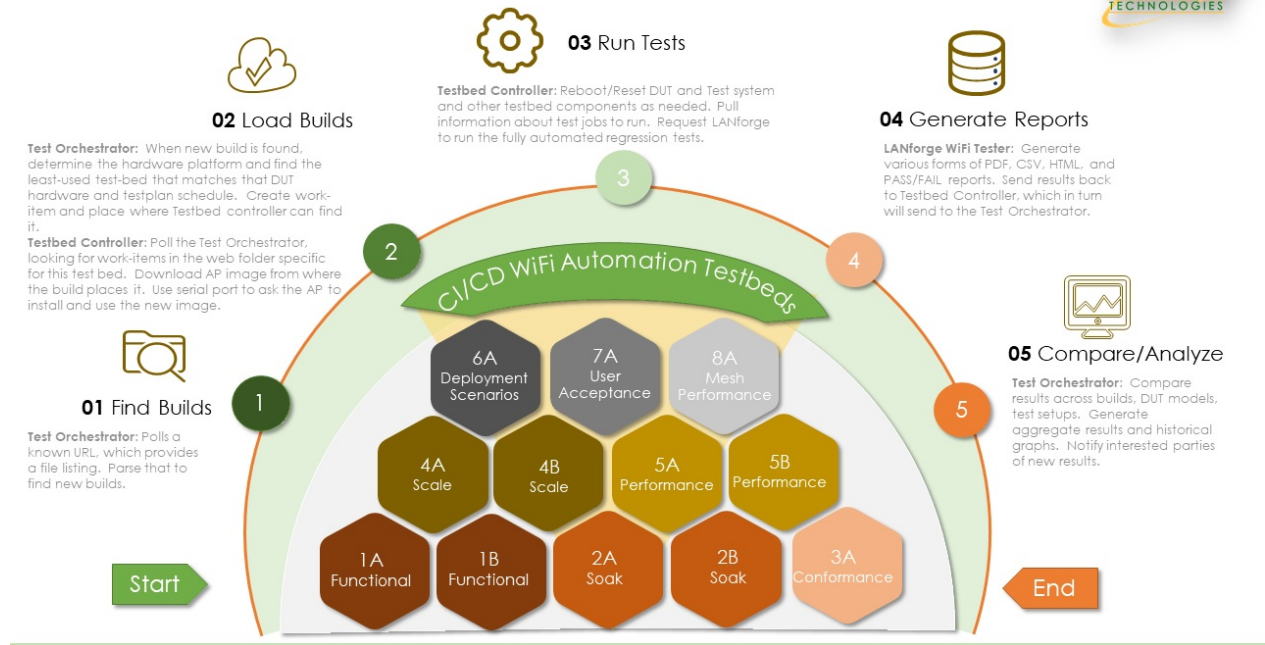 TECHNOLOGIES
03 Run Tests
Testbed Controller: Reboot/Reset DUT and Test system
and other testbed components as needed. Pull
information about test jobs to run. Request LANforge
to run the fully automated regression tests.
02 Load Builds
Test Orchestrator: When new build is found,
determine the hardware platform and find the
least-used test-bed that matches that DUT
hardware and testplan schedule. Create work-
item and place where Testbed controller can find
it.
Testbed Controller: Poll the Test Orchestrator,
looking for work-items in the web folder specific
for this test bed. Download AP image from where
the build places it. Use serial port to ask the AP to
install and use the new image.
04 Generate Reports
LANforge WiFi Tester: Generate
various forms of PDF, CSV, HTML, and
PASS/FAIL reports. Send results back
to Testbed Controller, which in turn
will send to the Test Orchestrator.
01 Find Builds
Test Orchestrator: Polls a
known URL, which provides
a file listing. Parse that to
find new builds.
05 Compare/Analyze
Test Orchestrator: Compare
results across builds, DUT models,
test setups. Generate
aggregate results and historical
graphs. Notify interested parties
of new results.
1
2
3
4
5
CI/CD WiFi Automation Testbeds
6A
Deployment
Scenarios
7A
User
Acceptance
8A
Mesh
Performance
4A
Scale
4B
Scale
5A
Performance
5B
Performance
1A
Functional
1B
Functional
2A
Soak
2B
Soak
3A
Conformance
Start
End